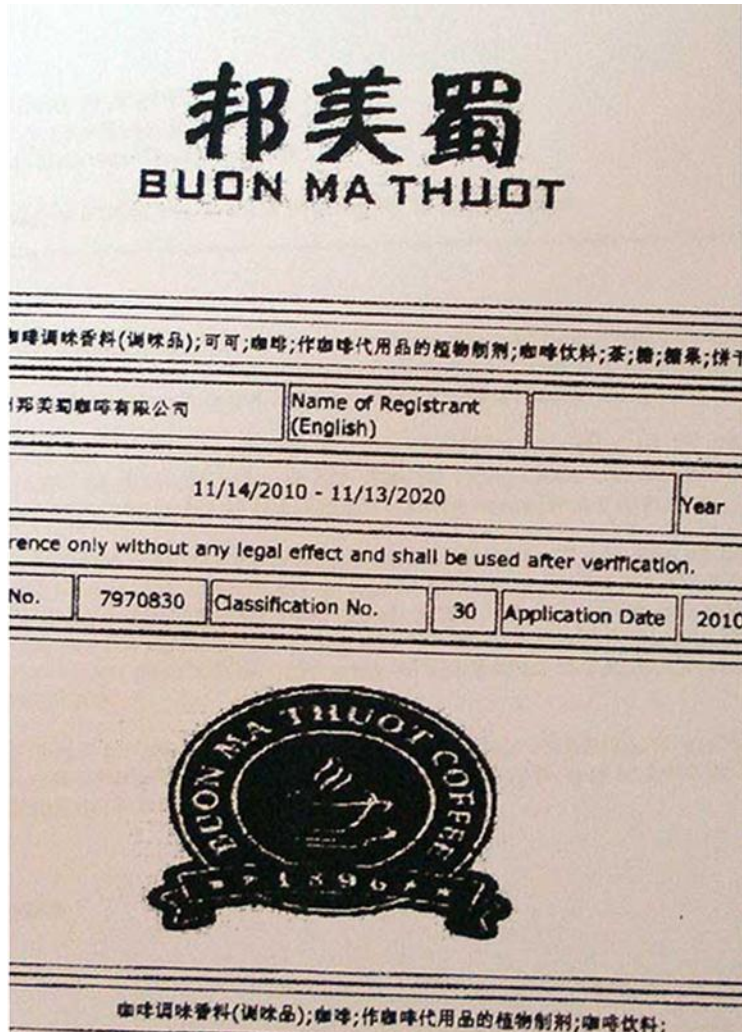 邦美蜀
BUON MA THUOT
咖啡调味香料(调味品);可可;咖啡;作咖啡代用品的植物制剂;咖啡饮料;茶;糖;糖果;饼干
州邦美蜀咖啡有限公司 Name of Registrant
(English)
11/14/2010 - 11/13/2020 Year
rence only without any legal effect and shall be used after verification.
No. 7970830 Classification No. 30 Application Date 2010
BUON MA THUOT COFFEE
1896
咖啡调味香料(调味品);咖啡;作咖啡代用品的植物制剂;咖啡饮料;